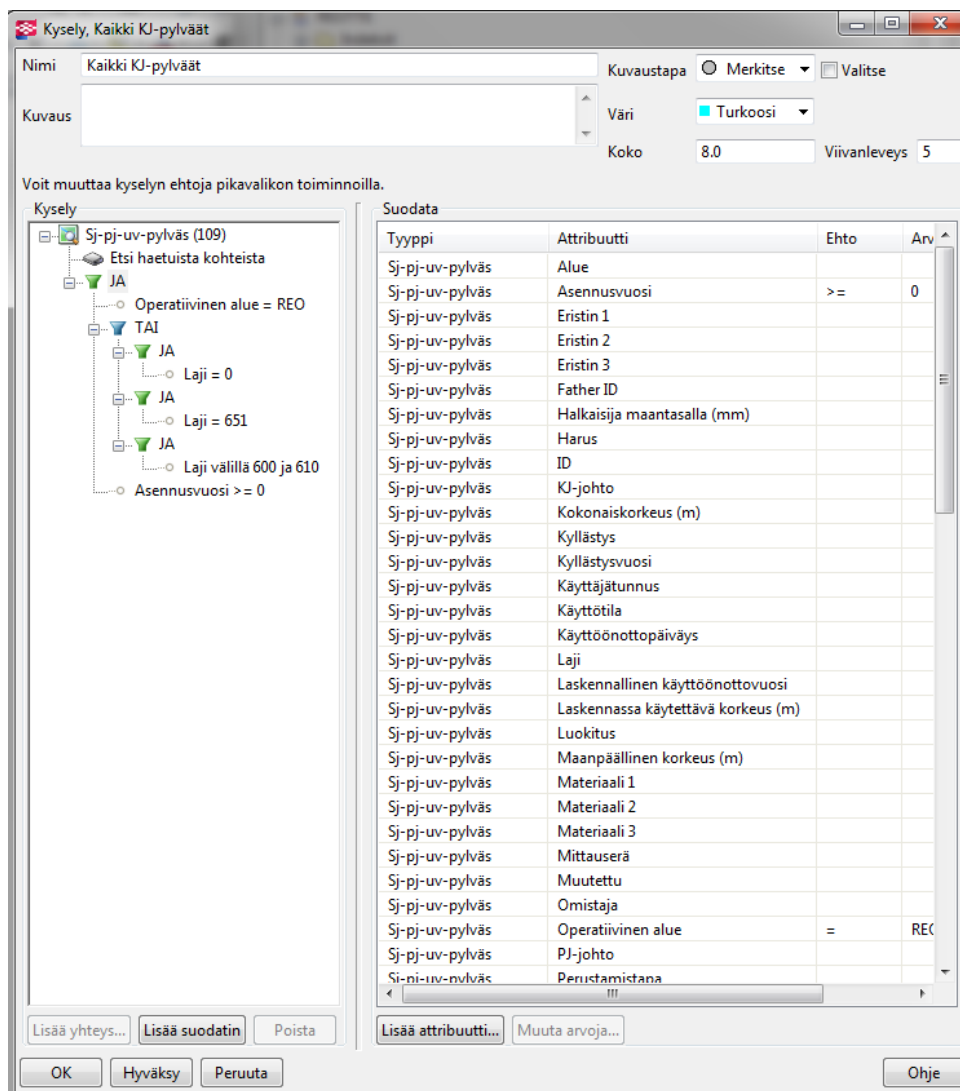 Kysely, Kaikki KJ-pylväät
Nimi Kaikki KJ-pylväät Kuvaustapa Merkitse Valitse
Kuvaus Väri Turkoosi
Koko 8.0 Viivanleveys 5
Voit muuttaa kyselyn ehtoja pikavalikon toiminnoilla.
Kysely
Sj-pj-uv-pylväs (109)
Etsi haetuista kohteista
JA
Operatiivinen alue = REO
TAI
JA
Laji = 0
JA
Laji = 651
JA
Laji välillä 600 ja 610
Asennusvuosi >= 0
Lisää yhteys... Lisää suodatin Poista
Suodata
Tyyppi Attribuutti Ehto Arv
Sj-pj-uv-pylväs Alue
Sj-pj-uv-pylväs Asennusvuosi >= 0
Sj-pj-uv-pylväs Eristin 1
Sj-pj-uv-pylväs Eristin 2
Sj-pj-uv-pylväs Eristin 3
Sj-pj-uv-pylväs Father ID
Sj-pj-uv-pylväs Halkaisija maantasalla (mm)
Sj-pj-uv-pylväs Harus
Sj-pj-uv-pylväs ID
Sj-pj-uv-pylväs KJ-johto
Sj-pj-uv-pylväs Kokonaiskorkeus (m)
Sj-pj-uv-pylväs Kyllästys
Sj-pj-uv-pylväs Kyllästysvuosi
Sj-pj-uv-pylväs Käyttäjätunnus
Sj-pj-uv-pylväs Käyttötila
Sj-pj-uv-pylväs Käyttöönottopäiväys
Sj-pj-uv-pylväs Laji
Sj-pj-uv-pylväs Laskennallinen käyttöönottovuosi
Sj-pj-uv-pylväs Laskennassa käytettävä korkeus (m)
Sj-pj-uv-pylväs Luokitus
Sj-pj-uv-pylväs Maanpäällinen korkeus (m)
Sj-pj-uv-pylväs Materiaali 1
Sj-pj-uv-pylväs Materiaali 2
Sj-pj-uv-pylväs Materiaali 3
Sj-pj-uv-pylväs Mittauserä
Sj-pj-uv-pylväs Muutettu
Sj-pj-uv-pylväs Omistaja
Sj-pj-uv-pylväs Operatiivinen alue = REO
Sj-pj-uv-pylväs PJ-johto
Sj-pj-uv-pylväs Perustamistapa
Lisää attribuutti... Muuta arvoja...
OK Hyväksy Peruuta Ohje